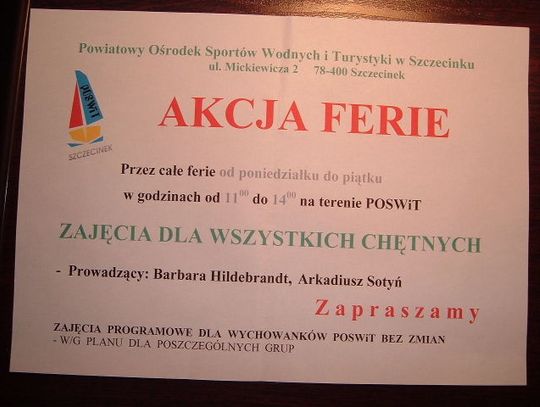 Powiatowy Ośrodek Sportów Wodnych i Turystyki w Szczecinku
ul. Mickiewicza 2 78-400 Szczecinek
POSWiT
SZCZECINEK
AKCJA FERIE
Przez całe ferie od poniedziałku do piątku
w godzinach od 11⁰⁰ do 14⁰⁰ na terenie POSWiT
ZAJĘCIA DLA WSZYSTKICH CHĘTNYCH
- Prowadzący: Barbara Hildebrandt, Arkadiusz Sotyń
Zapraszamy
ZAJĘCIA PROGRAMOWE DLA WYCHOWANKÓW POSWiT BEZ ZMIAN
- W/G PLANU DLA POSZCZEGÓLNYCH GRUP